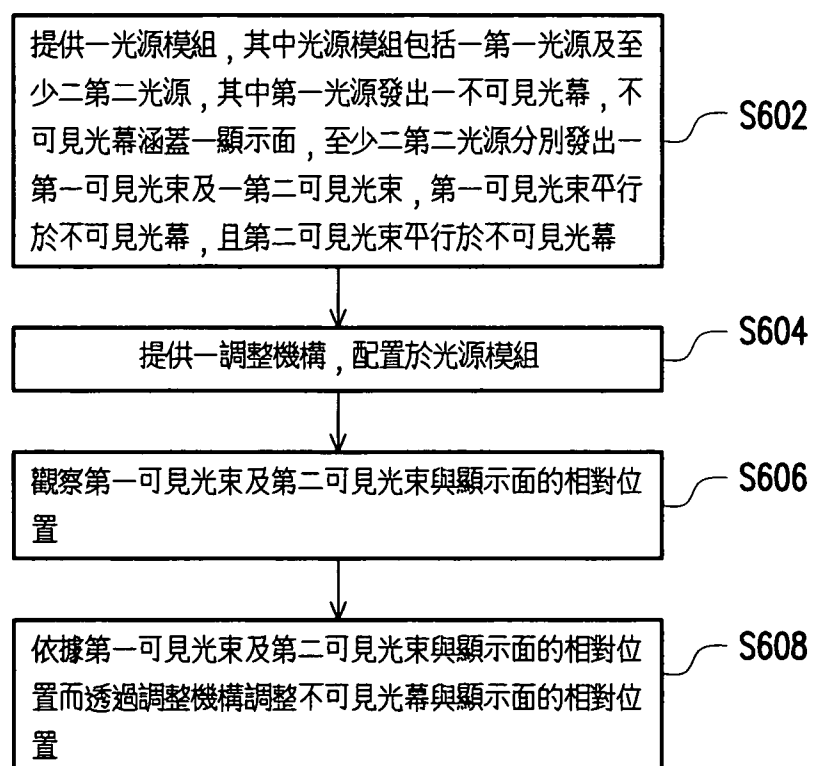 提供一光源模組,其中光源模組包括一第一光源及至
少二第二光源,其中第一光源發出一不可見光幕,不
可見光幕涵蓋一顯示面,至少二第二光源分別發出一
第一可見光束及一第二可見光束,第一可見光束平行
於不可見光幕,且第二可見光束平行於不可見光幕
S602
提供一調整機構,配置於光源模組
S604
觀察第一可見光束及第二可見光束與顯示面的相對位
置
S606
依據第一可見光束及第二可見光束與顯示面的相對位
置而透過調整機構調整不可見光幕與顯示面的相對位
置
S608